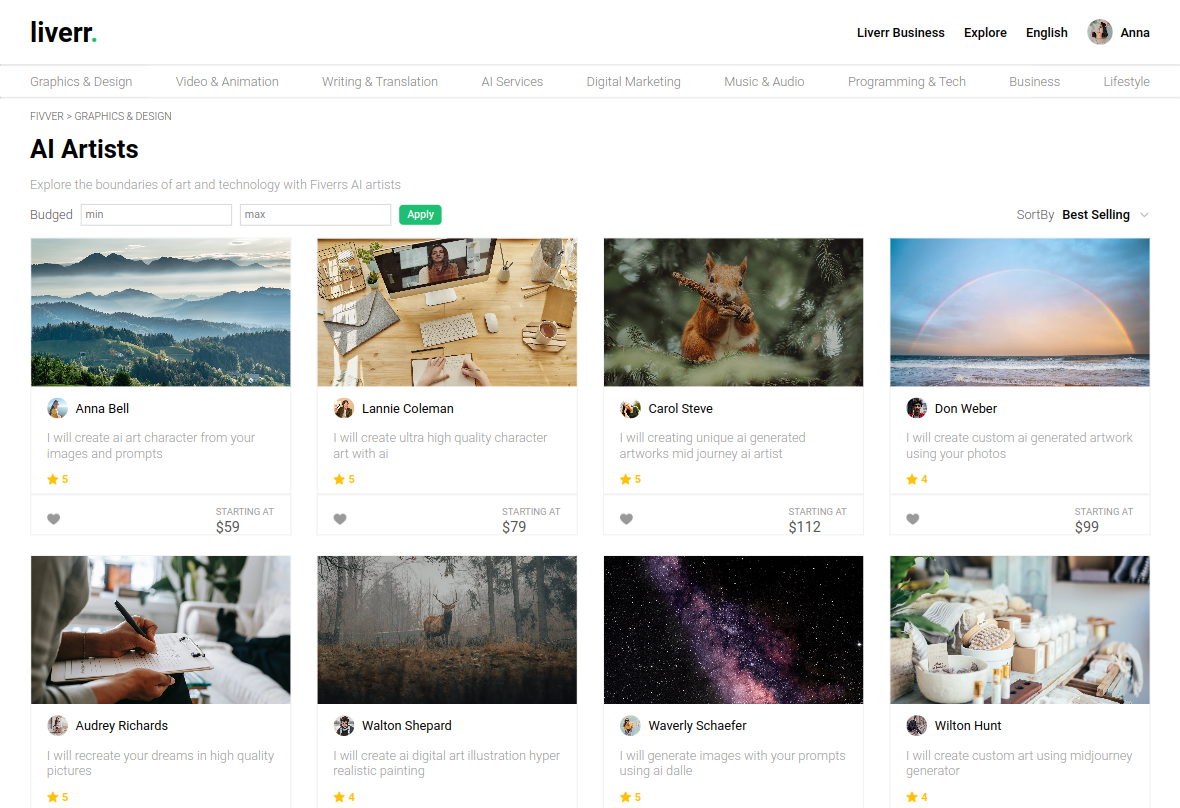 liverr.
Liverr Business Explore English Anna
Graphics & Design Video & Animation Writing & Translation AI Services Digital Marketing Music & Audio Programming & Tech Business Lifestyle
FIVVER > GRAPHICS & DESIGN
AI Artists
Explore the boundaries of art and technology with Fiverrs AI artists
Budged min max Apply SortBy Best Selling
Anna Bell
I will create ai art character from your
images and prompts
5
STARTING AT
$59
Lannie Coleman
I will create ultra high quality character
art with ai
5
STARTING AT
$79
Carol Steve
I will creating unique ai generated
artworks mid journey ai artist
5
STARTING AT
$112
Don Weber
I will create custom ai generated artwork
using your photos
4
STARTING AT
$99
Audrey Richards
I will recreate your dreams in high quality
pictures
5
Walton Shepard
I will create ai digital art illustration hyper
realistic painting
4
Waverly Schaefer
I will generate images with your prompts
using ai dalle
5
Wilton Hunt
I will create custom art using midjourney
generator
4